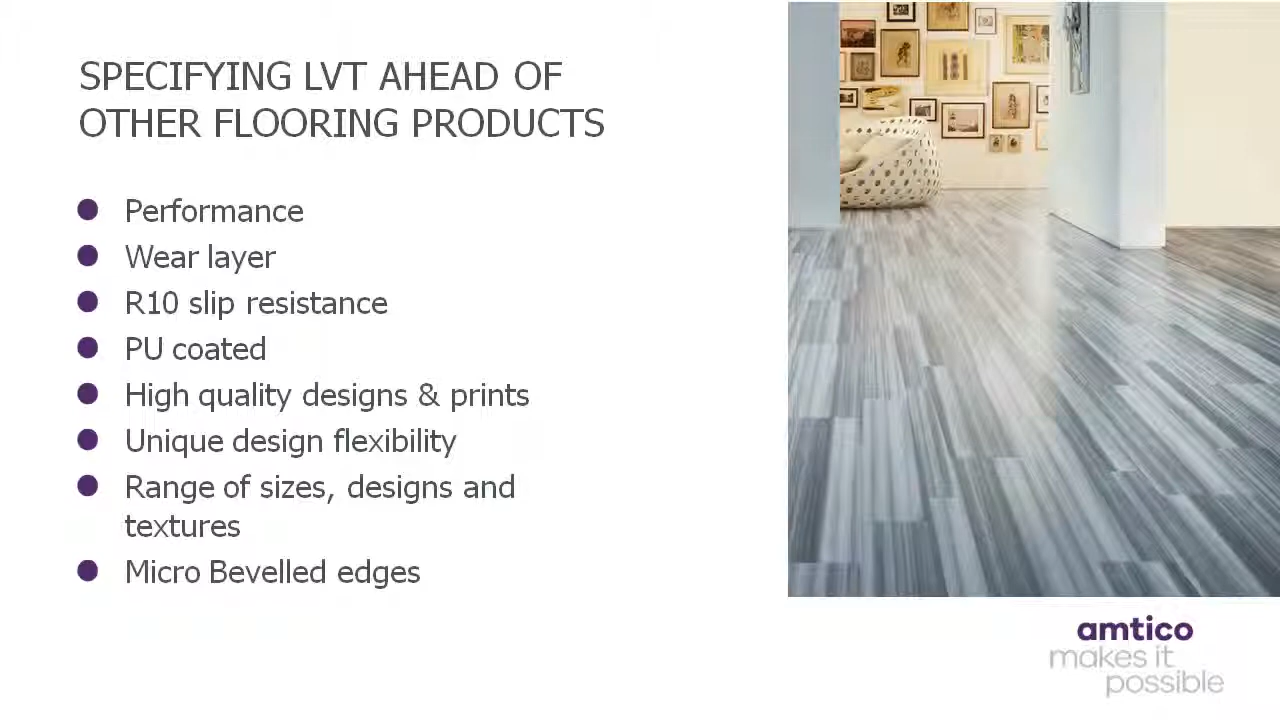 SPECIFYING LVT AHEAD OF
OTHER FLOORING PRODUCTS
Performance
Wear layer
R10 slip resistance
PU coated
High quality designs & prints
Unique design flexibility
Range of sizes, designs and
textures
Micro Bevelled edges
amtico
makes it
possible